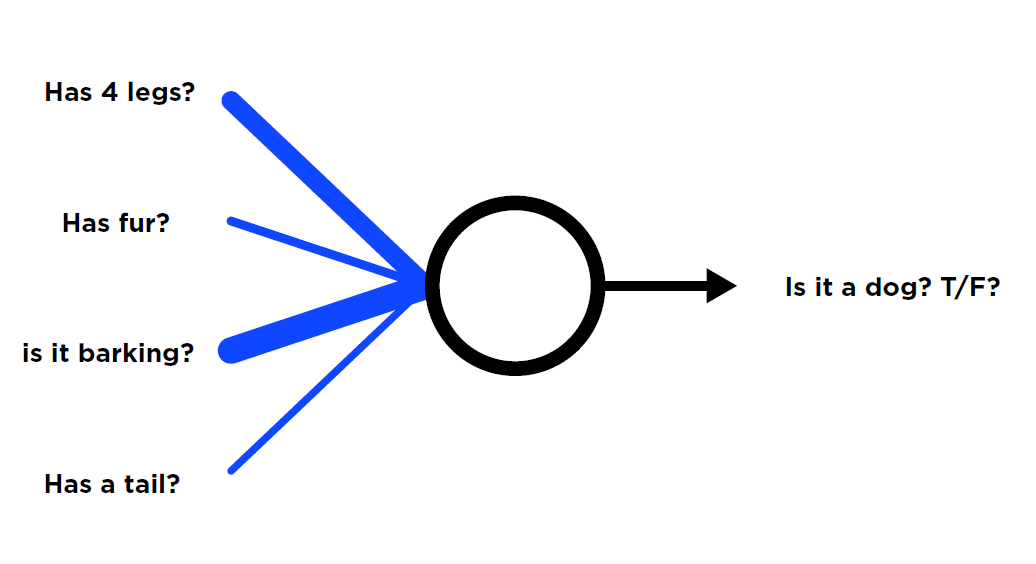 Has 4 legs?
Has fur?
is it barking?
Has a tail?
Is it a dog? T/F?